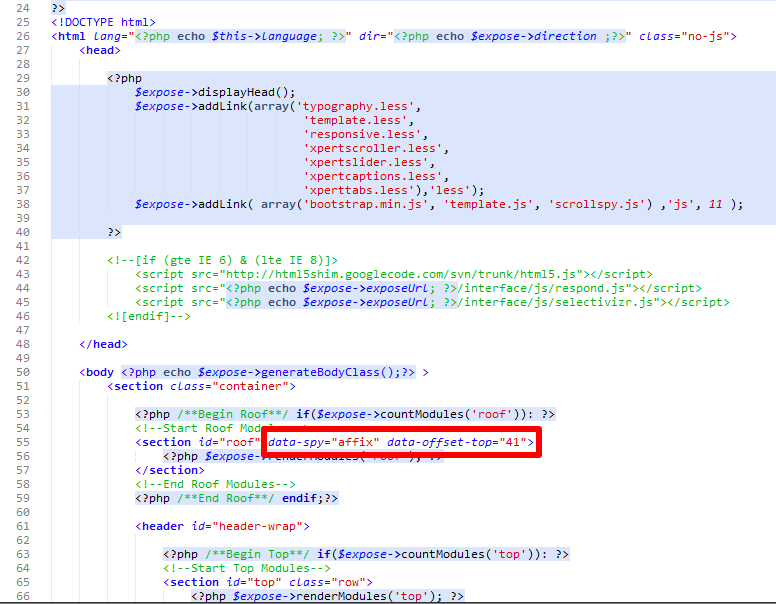 24 ?>
25 <!DOCTYPE html>
26 <html lang="<?php echo $this->language; ?>" dir="<?php echo $expose->direction ;?>" class="no-js">
27 <head>
28
29 <?php
30 $expose->displayHead();
31 $expose->addLink(array('typography.less',
32 'template.less',
33 'responsive.less',
34 'xpertscroller.less',
35 'xpertslider.less',
36 'xpertcaptions.less',
37 'xperttabs.less'),'less');
38 $expose->addLink( array('bootstrap.min.js', 'template.js', 'scrollspy.js') ,'js', 11 );
39
40 ?>
41
42 <!--[if (gte IE 6) & (lte IE 8)]>
43 <script src="http://html5shim.googlecode.com/svn/trunk/html5.js"></script>
44 <script src="<?php echo $expose->exposeUrl; ?>/interface/js/respond.js"></script>
45 <script src="<?php echo $expose->exposeUrl; ?>/interface/js/selectivizr.js"></script>
46 <![endif]-->
47
48 </head>
49
50 <body <?php echo $expose->generateBodyClass();?> >
51 <section class="container">
52
53 <?php /**Begin Roof**/ if($expose->countModules('roof')): ?>
54 <!--Start Roof Modul
55 <section id="roof" data-spy="affix" data-offset-top="41">
56 <?php $expose->
57 </section>
58 <!--End Roof Modules-->
59 <?php /**End Roof**/ endif;?>
60
61 <header id="header-wrap">
62
63 <?php /**Begin Top**/ if($expose->countModules('top')): ?>
64 <!--Start Top Modules-->
65 <section id="top" class="row">
66 <?php $expose->renderModules('top'); ?>